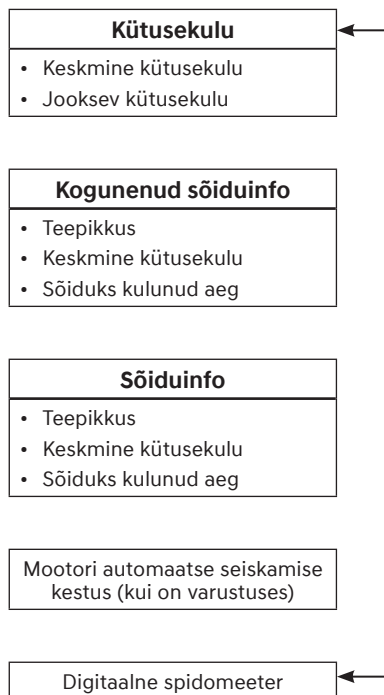 Kütusekulu
• Keskmine kütusekulu
• Jooksev kütusekulu
Kogunenud sõiduinfo
• Teepikkus
• Keskmine kütusekulu
• Sõiduks kulunud aeg
Sõiduinfo
• Teepikkus
• Keskmine kütusekulu
• Sõiduks kulunud aeg
Mootori automaatse seiskamise
kestus (kui on varustuses)
Digitaalne spidomeeter